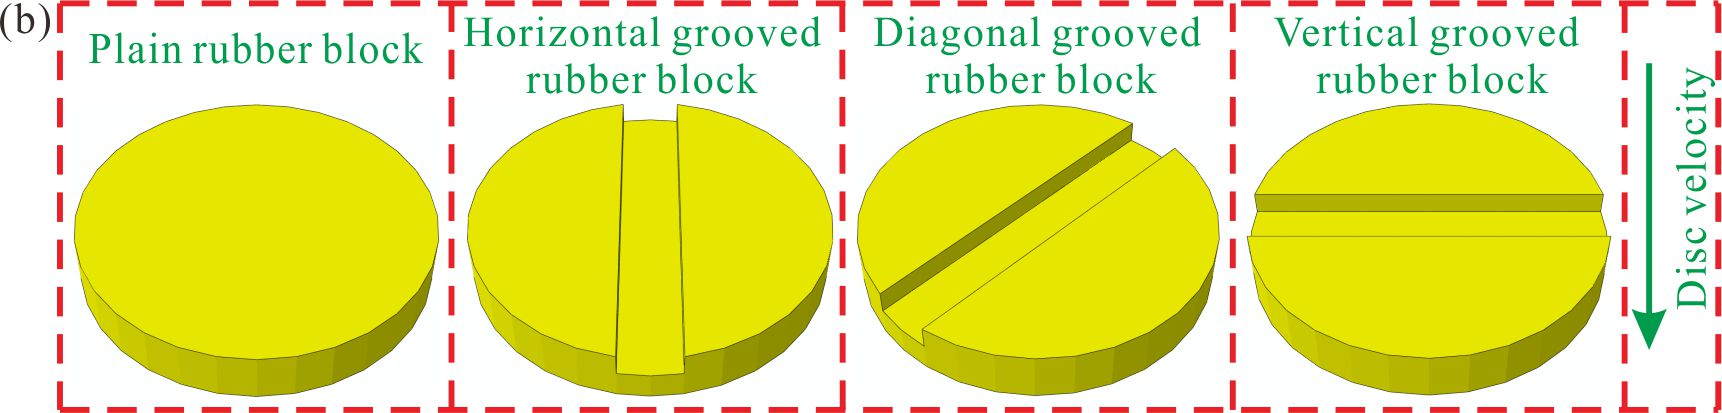 (b)
Plain rubber block
Horizontal grooved
rubber block
Diagonal grooved
rubber block
Vertical grooved
rubber block
Disc velocity